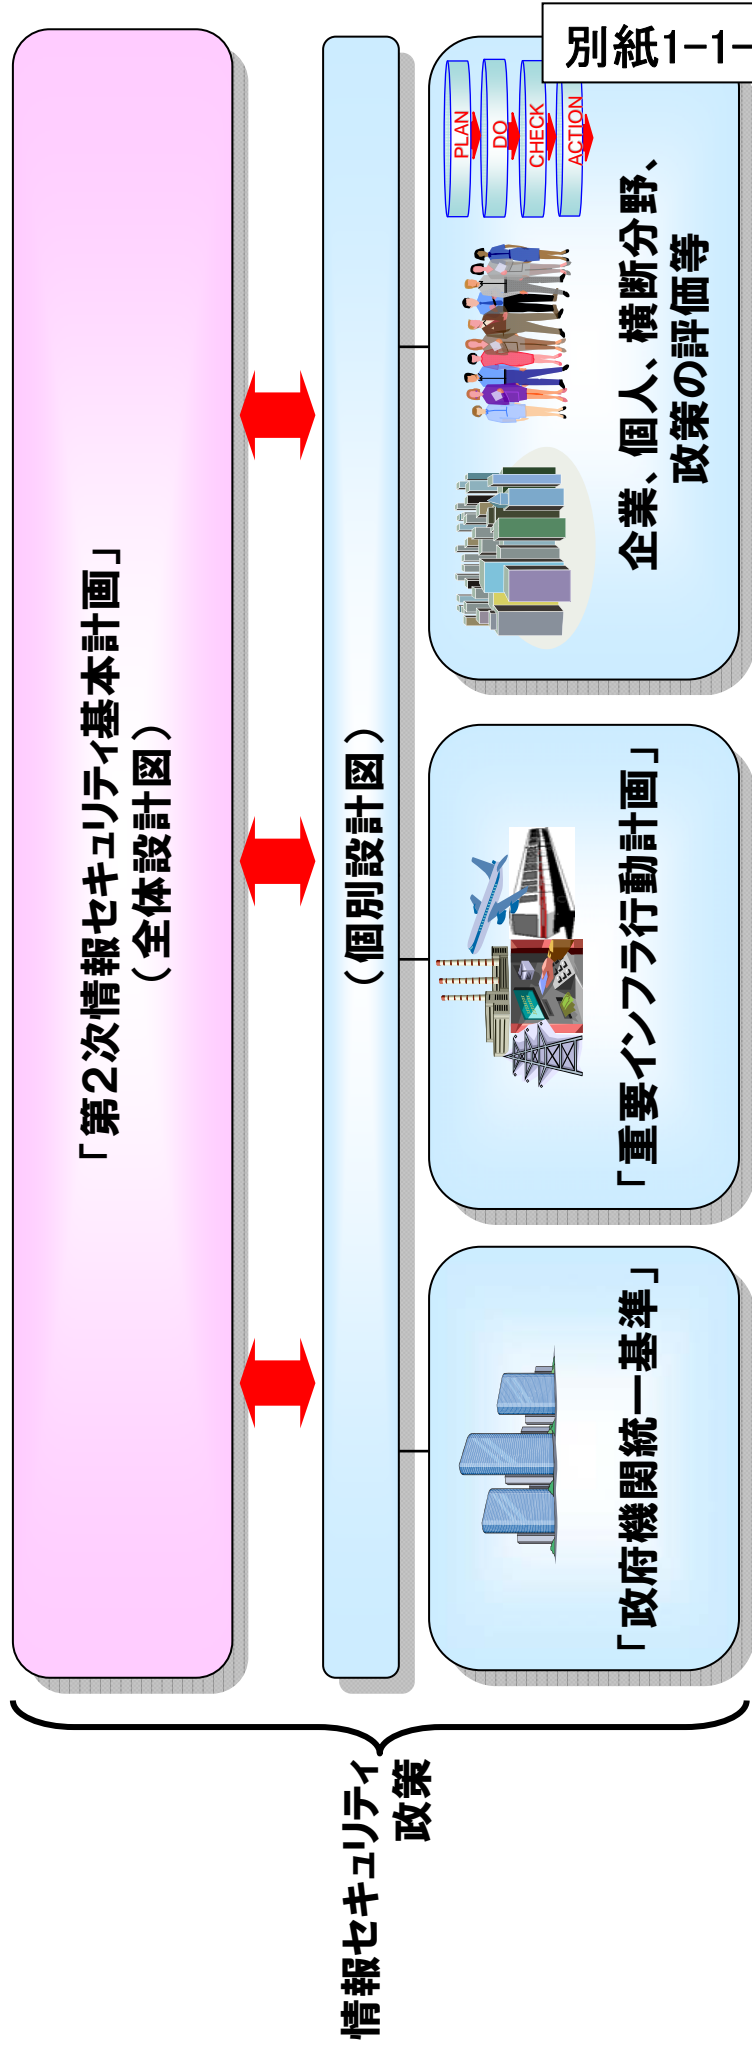 別紙1-1-
情報セキュリティ
政策
「第2次情報セキュリティ基本計画」
（全体設計図）
（個別設計図）
「政府機関統一基準」
「重要インフラ行動計画」
企業、個人、横断分野、
政策の評価等
PLAN
DO
CHECK
ACTION